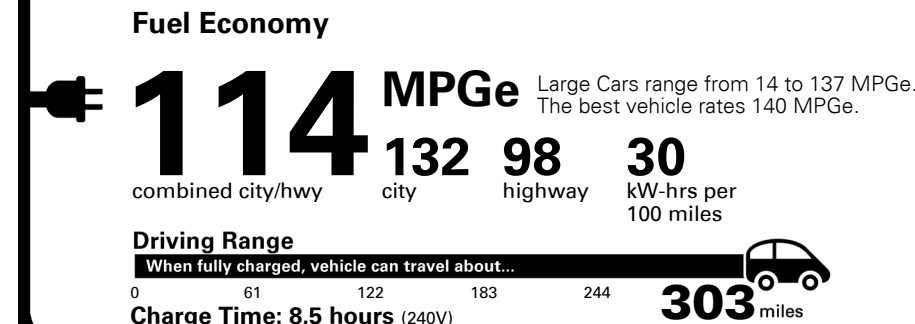 Fuel Economy
114
MPGe
Large Cars range from 14 to 137 MPGe.
The best vehicle rates 140 MPGe.
combined city/hwy
132
city
98
highway
30
kW-hrs per
100 miles
Driving Range
When fully charged, vehicle can travel about...
0 61 122 183 244 303 miles
Charge Time: 8.5 hours (240V)